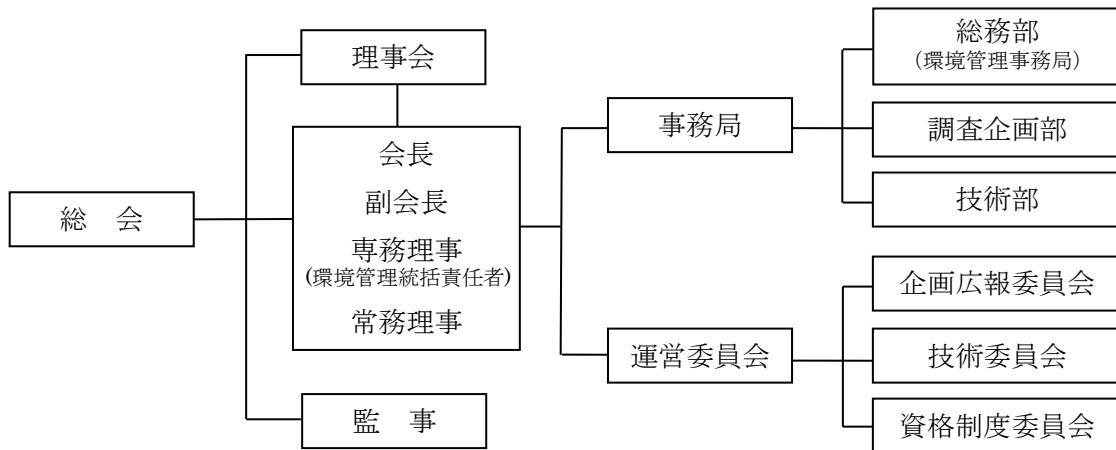 総　会
理事会
会長
副会長
専務理事
(環境管理統括責任者)
常務理事
監　事
事務局
運営委員会
総務部
（環境管理事務局）
調査企画部
技術部
企画広報委員会
技術委員会
資格制度委員会